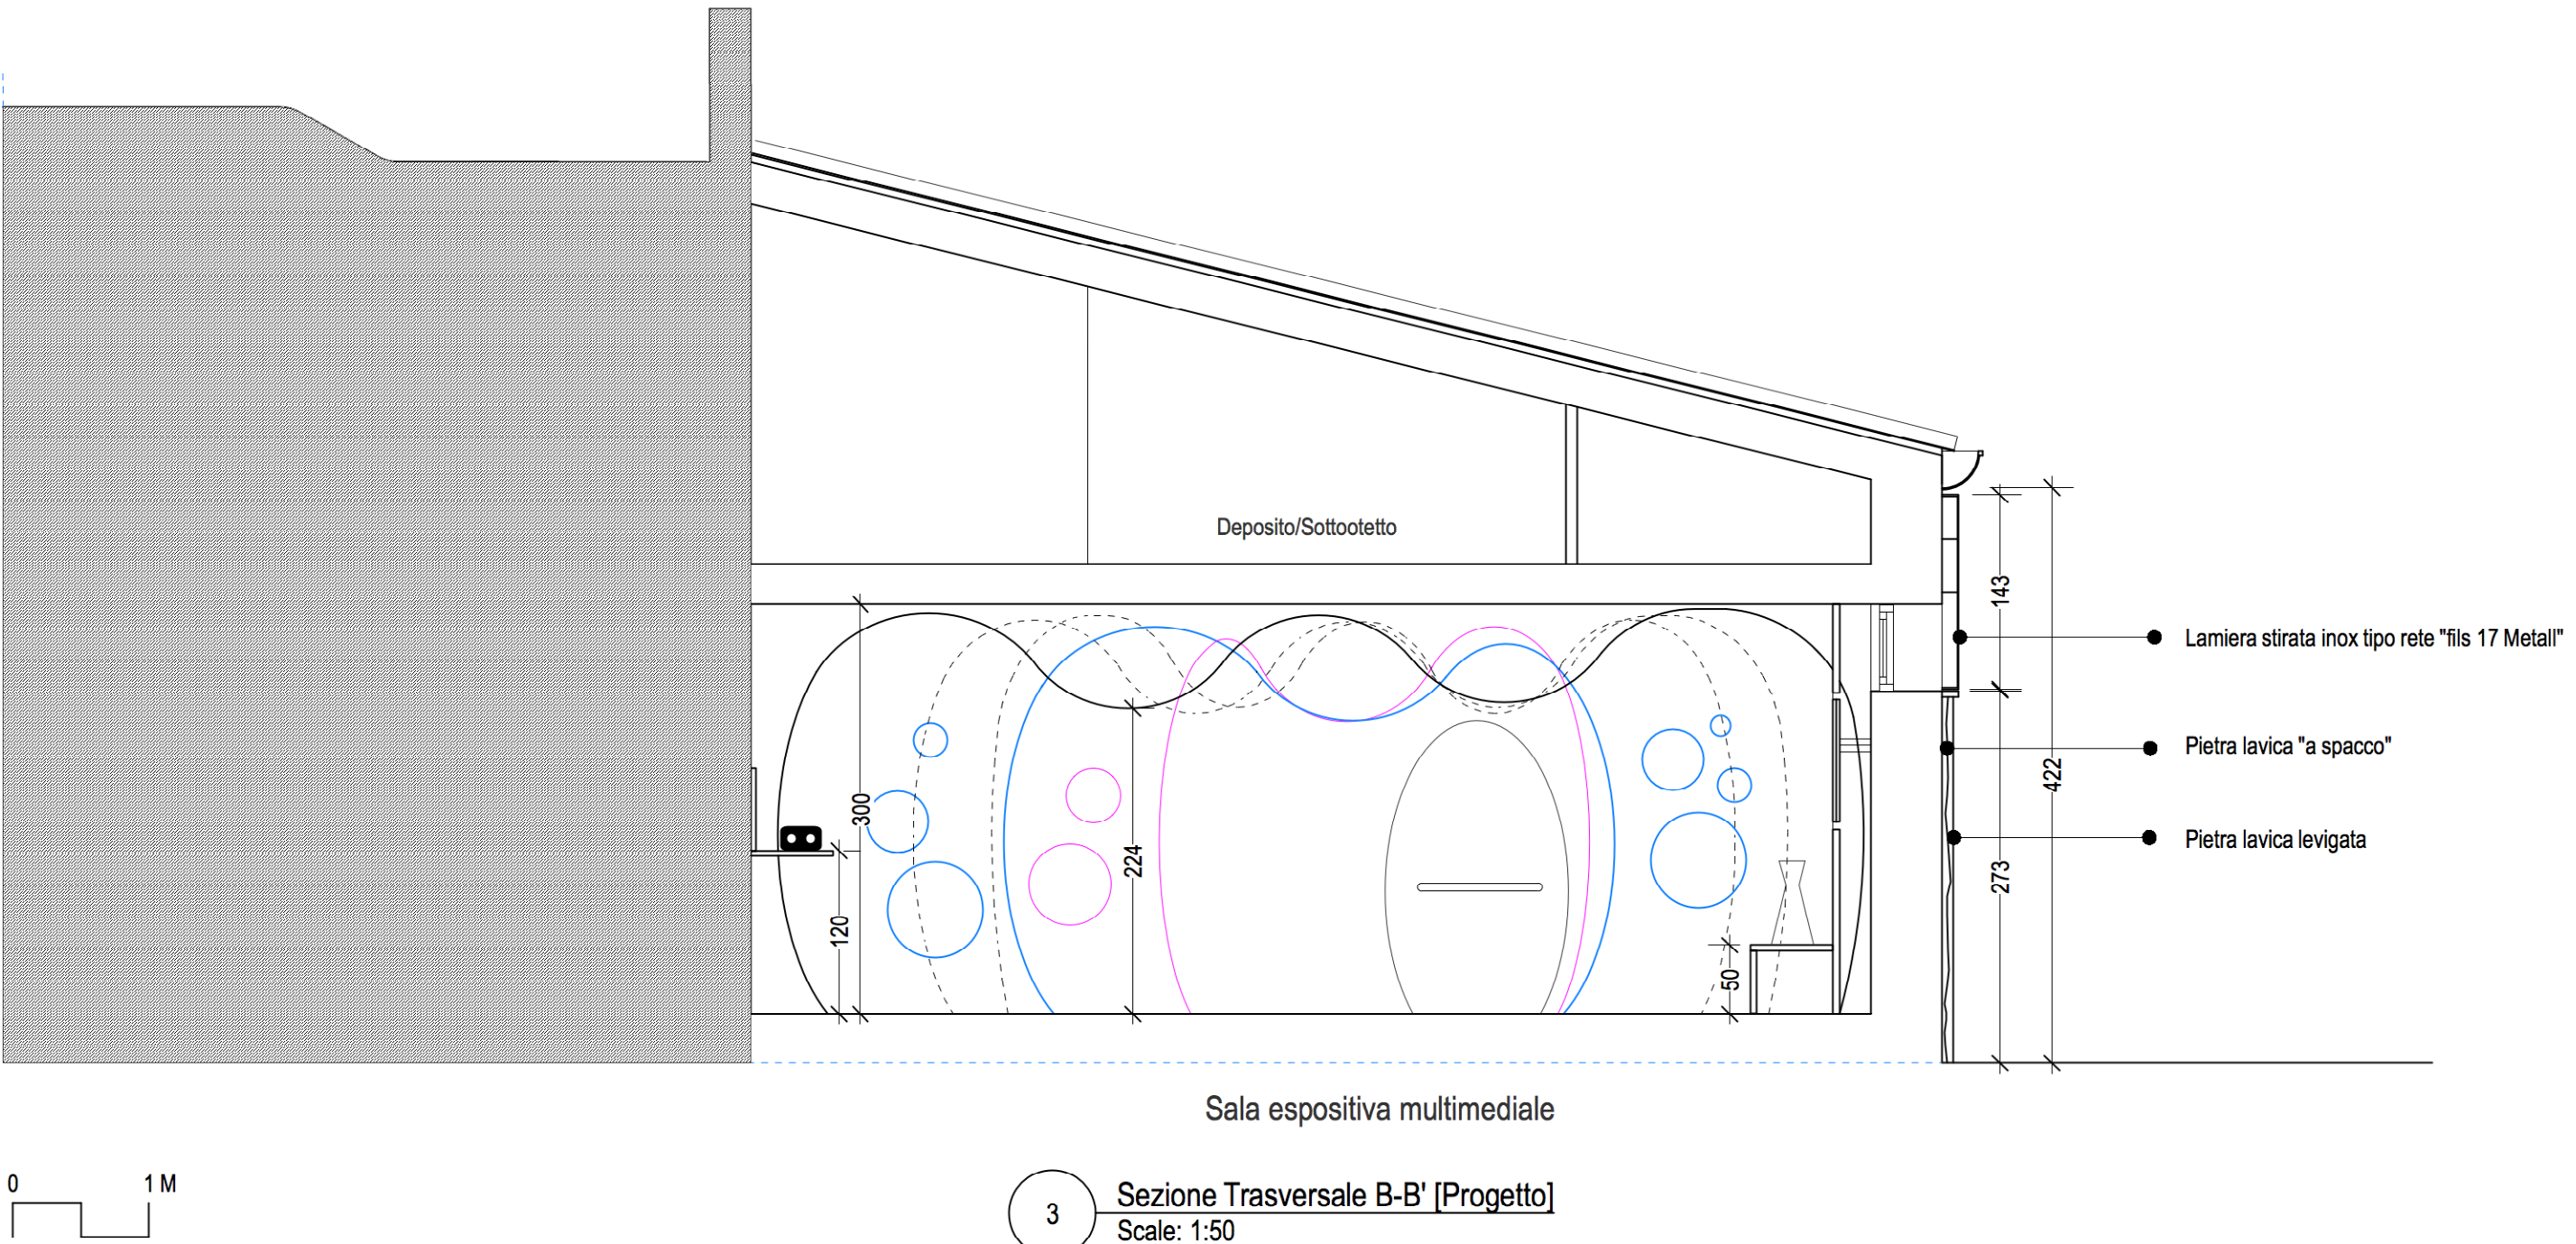 Deposito/Sottootetto
143
Lamiera stirata inox tipo rete "fils 17 Metall"
Pietra lavica "a spacco"
422
300
Pietra lavica levigata
224
273
120
50
Sala espositiva multimediale
0 1 M
3 Sezione Trasversale B-B' [Progetto]
Scale: 1:50